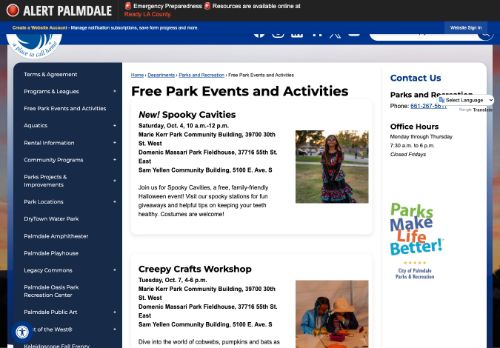 ALERT PALMDALE
🚨 Emergency Preparedness 🚨 Resources are available online at
Ready LA County
Create a Website Account - Manage notification subscriptions, save form progress and more.
Website Sign In
a place to call home
Terms & Agreement
Programs & Leagues
Free Park Events and Activities
Aquatics
Rental Information
Community Programs
Parks Projects &
Improvements
Park Locations
DryTown Water Park
Palmdale Amphitheater
Palmdale Playhouse
Legacy Commons
Palmdale Oasis Park
Recreation Center
Palmdale Public Art
of the West®
Kaleidoscope Fall Frenzy
Home › Departments › Parks and Recreation › Free Park Events and Activities
Free Park Events and Activities
New! Spooky Cavities
Saturday, Oct. 4, 10 a.m.-12 p.m.
Marie Kerr Park Community Building, 39700 30th
St. West
Domenic Massari Park Fieldhouse, 37716 55th St.
East
Sam Yellen Community Building, 5100 E. Ave. S
Join us for Spooky Cavities, a free, family-friendly
Halloween event! Visit our spooky stations for fun
giveaways and helpful tips on keeping your teeth
healthy. Costumes are welcome!
Creepy Crafts Workshop
Tuesday, Oct. 7, 4-6 p.m.
Marie Kerr Park Community Building, 39700 30th
St. West
Domenic Massari Park Fieldhouse, 37716 55th St.
East
Sam Yellen Community Building, 5100 E. Ave. S
Dive into the world of cobwebs, pumpkins and bats as
Contact Us
Parks and Recreation
Phone: 661-267-5611
Select Language
Translate
Office Hours
Monday through Thursday
7:30 a.m. to 6 p.m.
Closed Fridays
Parks
Make
Life
Better!
City of Palmdale
Parks & Recreation